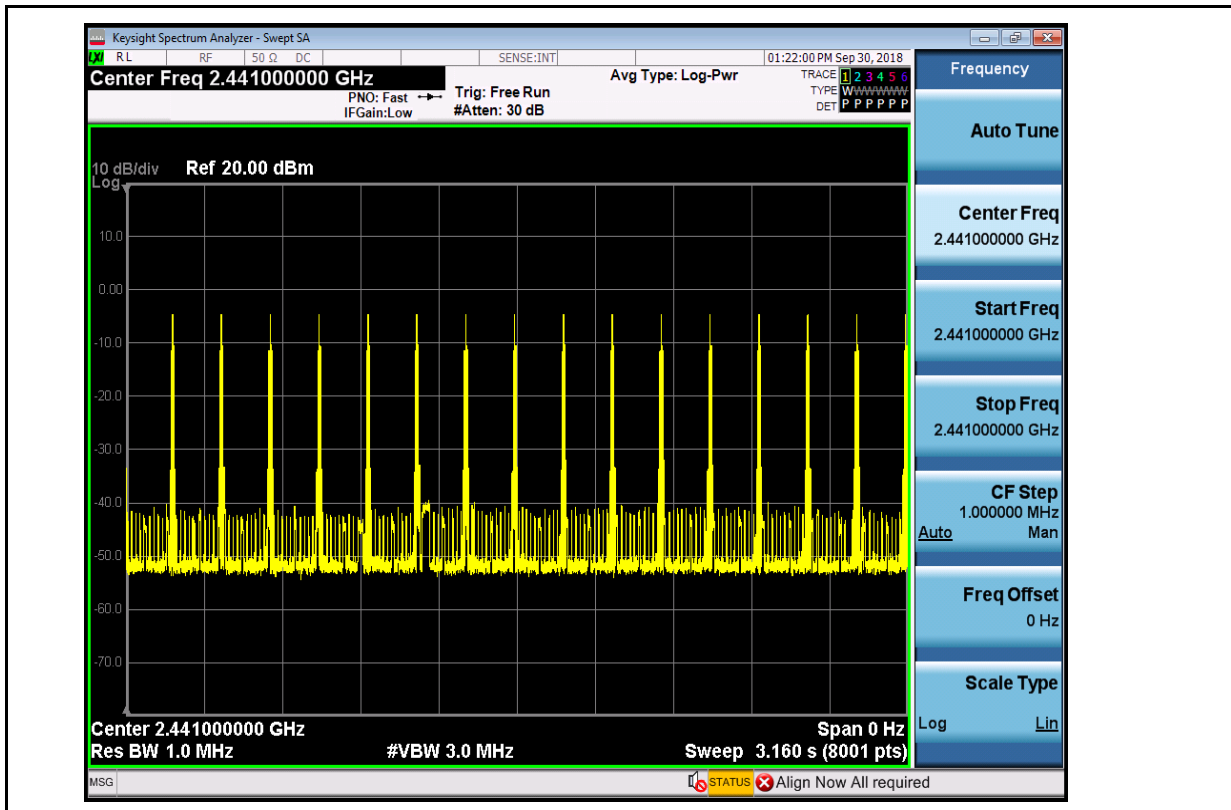 Keysight Spectrum Analyzer - Swept SA
LXI RL RF 50 Ω DC SENSE:INT 01:22:00 PM Sep 30, 2018
Center Freq 2.441000000 GHz
PNO: Fast
IFGain:Low
Trig: Free Run
#Atten: 30 dB
Avg Type: Log-Pwr
TRACE 1 2 3 4 5 6
TYPE WWWWWW
DET P P P P P P
10 dB/div Ref 20.00 dBm
Log
10.0
0.00
-10.0
-20.0
-30.0
-40.0
-50.0
-60.0
-70.0
Center 2.441000000 GHz Span 0 Hz
Res BW 1.0 MHz #VBW 3.0 MHz Sweep 3.160 s (8001 pts)
MSG STATUS Align Now All required
Frequency
Auto Tune
Center Freq
2.441000000 GHz
Start Freq
2.441000000 GHz
Stop Freq
2.441000000 GHz
CF Step
1.000000 MHz
Auto Man
Freq Offset
0 Hz
Scale Type
Log Lin